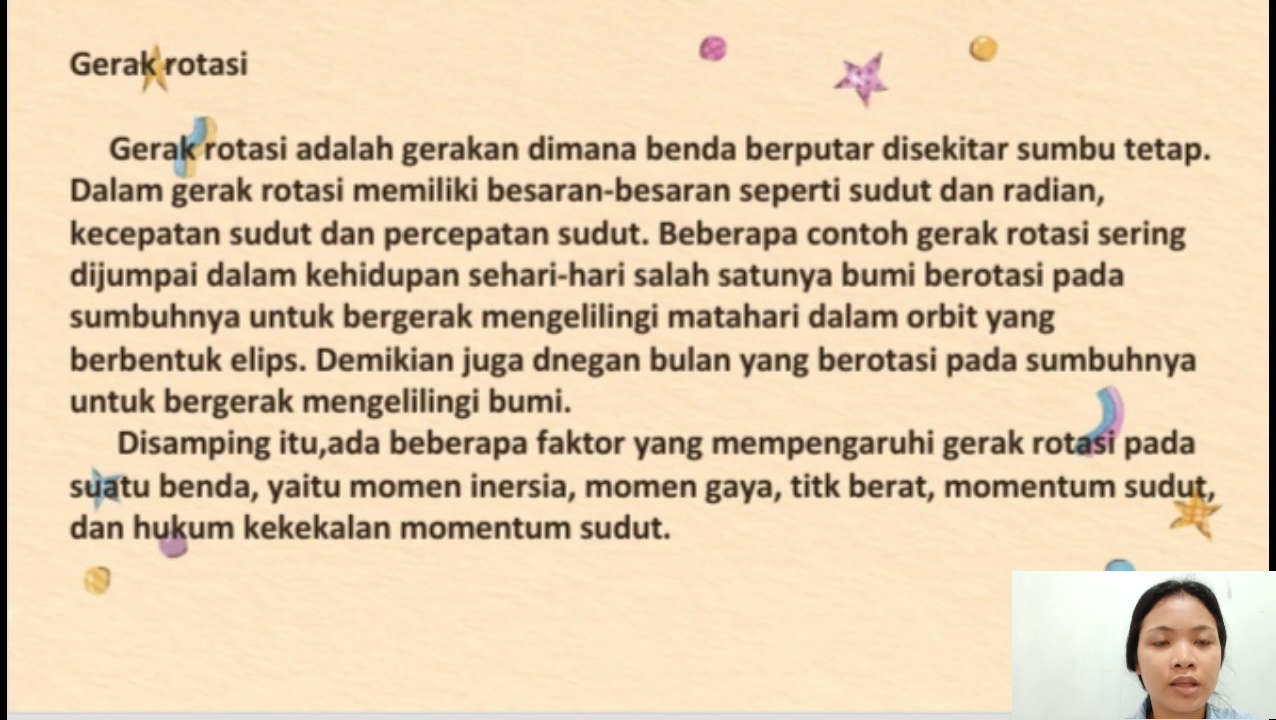 Gerak rotasi
Gerak rotasi adalah gerakan dimana benda berputar disekitar sumbu tetap.
Dalam gerak rotasi memiliki besaran-besaran seperti sudut dan radian,
kecepatan sudut dan percepatan sudut. Beberapa contoh gerak rotasi sering
dijumpai dalam kehidupan sehari-hari salah satunya bumi berotasi pada
sumbuhnya untuk bergerak mengelilingi matahari dalam orbit yang
berbentuk elips. Demikian juga dnegan bulan yang berotasi pada sumbuhnya
untuk bergerak mengelilingi bumi.
Disamping itu,ada beberapa faktor yang mempengaruhi gerak rotasi pada
suatu benda, yaitu momen inersia, momen gaya, titk berat, momentum sudut,
dan hukum kekekalan momentum sudut.